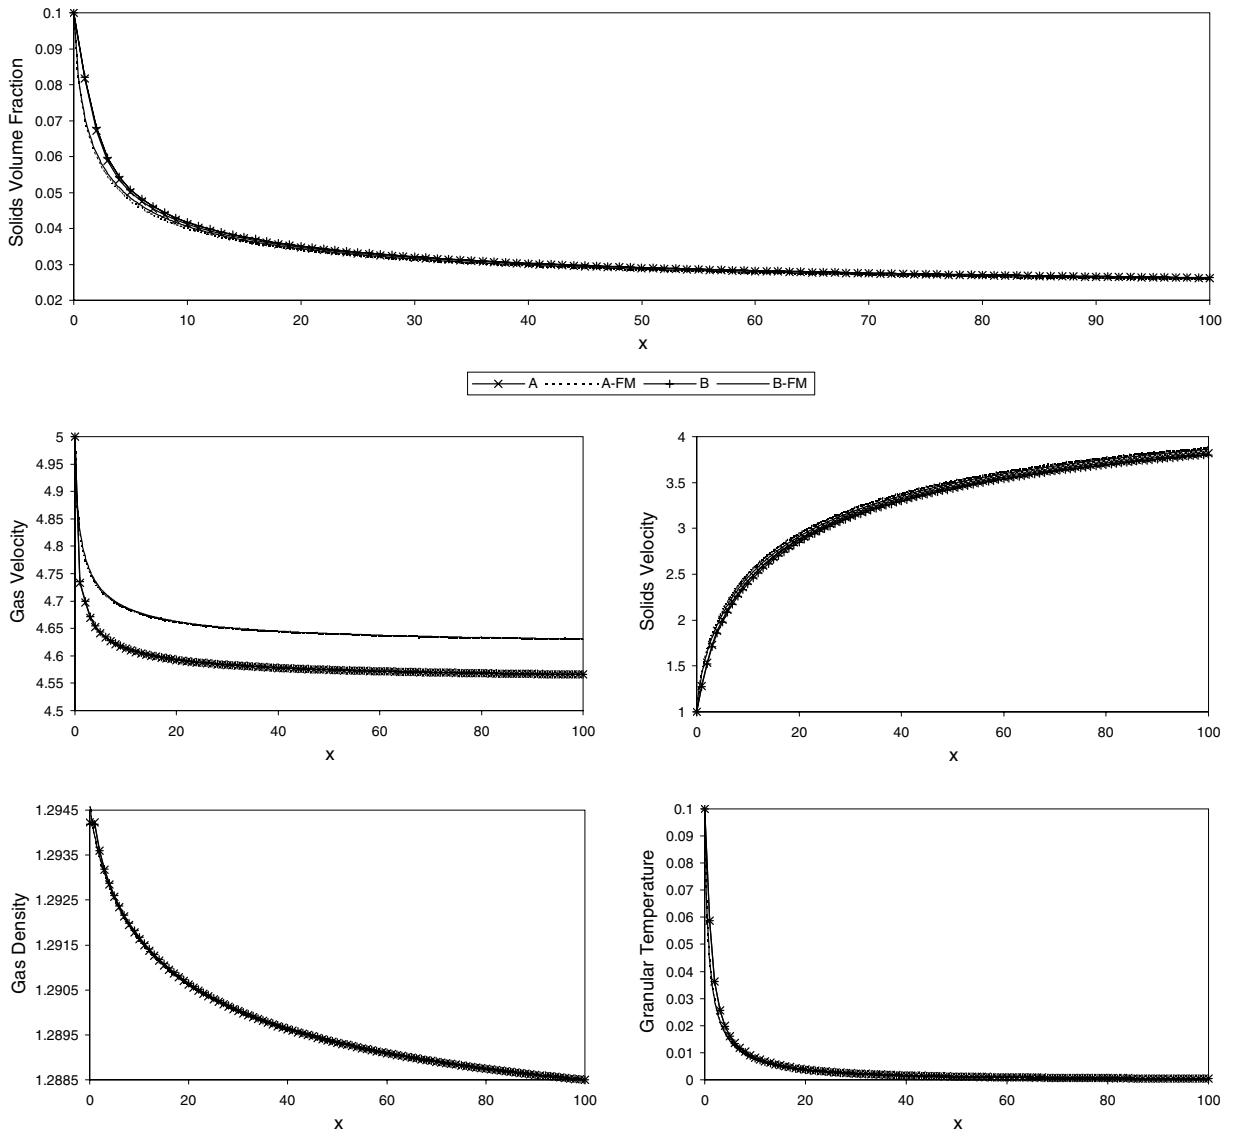 0.1
0.09
0.08
0.07
0.06
0.05
0.04
0.03
0.02
Solids Volume Fraction
0 10 20 30 40 50 60 70 80 90 100
x
A A-FM B B-FM
5
4.95
4.9
4.85
4.8
4.75
4.7
4.65
4.6
4.55
4.5
Gas Velocity
0 20 40 60 80 100
x
4
3.5
3
2.5
2
1.5
1
Solids Velocity
0 20 40 60 80 100
x
1.2945
1.2935
1.2925
1.2915
1.2905
1.2895
1.2885
Gas Density
0 20 40 60 80 100
x
0.1
0.09
0.08
0.07
0.06
0.05
0.04
0.03
0.02
0.01
0
Granular Temperature
0 20 40 60 80 100
x